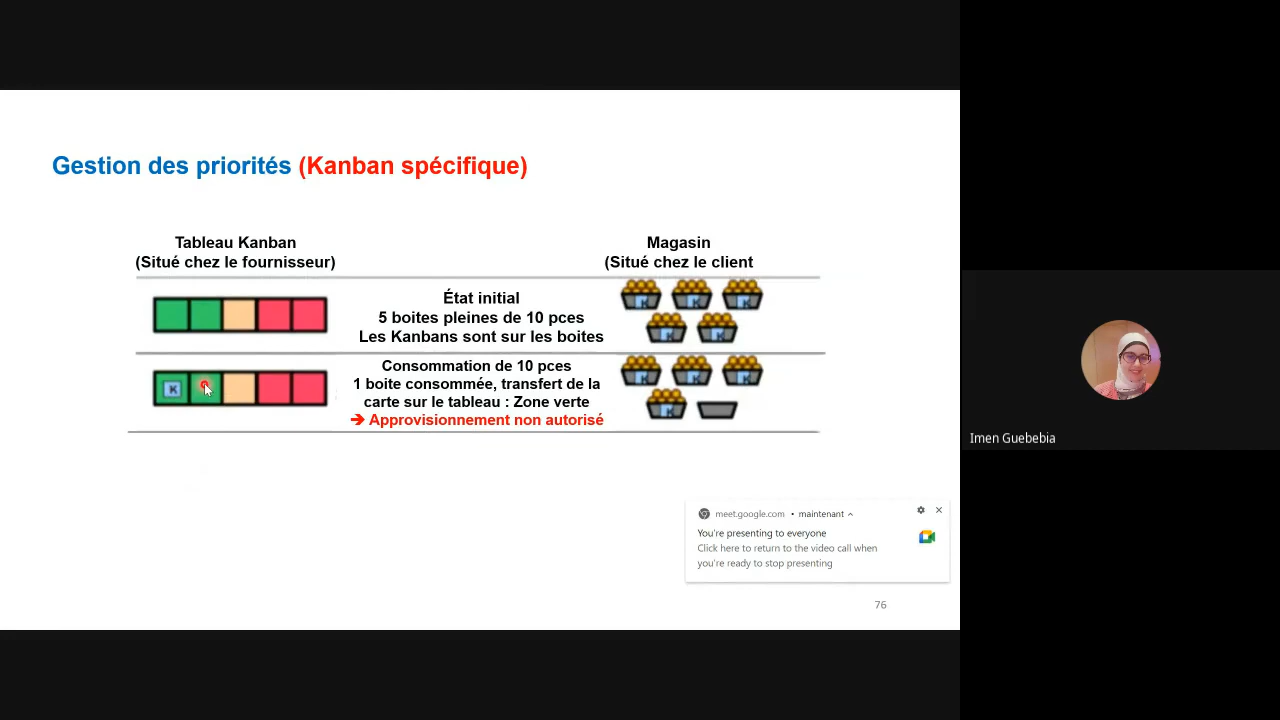 Gestion des priorités (Kanban spécifique)
Tableau Kanban
(Situé chez le fournisseur)
Magasin
(Situé chez le client
État initial
5 boites pleines de 10 pces
Les Kanbans sont sur les boites
K K K
K K
Consommation de 10 pces
1 boite consommée, transfert de la
carte sur le tableau : Zone verte
➔ Approvisionnement non autorisé
K
K K K
K
Imen Guebebia
meet.google.com • maintenant
You're presenting to everyone
Click here to return to the video call when
you're ready to stop presenting
76